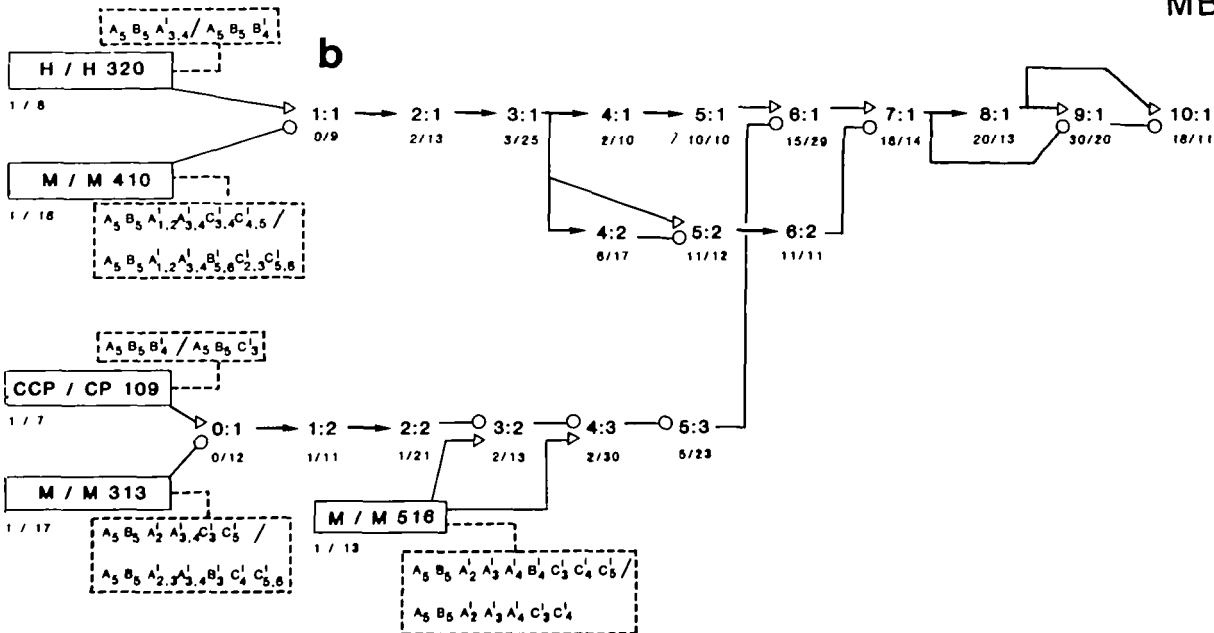 MB
A5 B5 A'3,4 / A5 B5 B'4
b
H / H 320
1 / 8
1:1 2:1 3:1 4:1 5:1 6:1 7:1 8:1 9:1 10:1
0/9 2/13 3/25 2/10 10/10 15/29 18/14 20/13 30/20 18/11
M / M 410
1 / 16
A5 B5 A'1,2 A'3,4 C'3,4 C'4,5 /
A5 B5 A'1,2 A'3,4 B'5,6 C'2,3 C'5,6
4:2 5:2 6:2
6/17 11/12 11/11
A5 B5 B'4 / A5 B5 C'3
CCP / CP 109
1 / 7
0:1 1:2 2:2 3:2 4:3 5:3
0/12 1/11 1/21 2/13 2/30 5/23
M / M 313
1 / 17
A5 B5 A'2 A'3,4 C'3 C'5 /
A5 B5 A'2,3 A'3,4 B'3 C'4 C'5,6
M / M 516
1 / 13
A5 B5 A'2 A'3 A'4 B'4 C'3 C'4 C'5 /
A5 B5 A'2 A'3 A'4 C'3 C'4